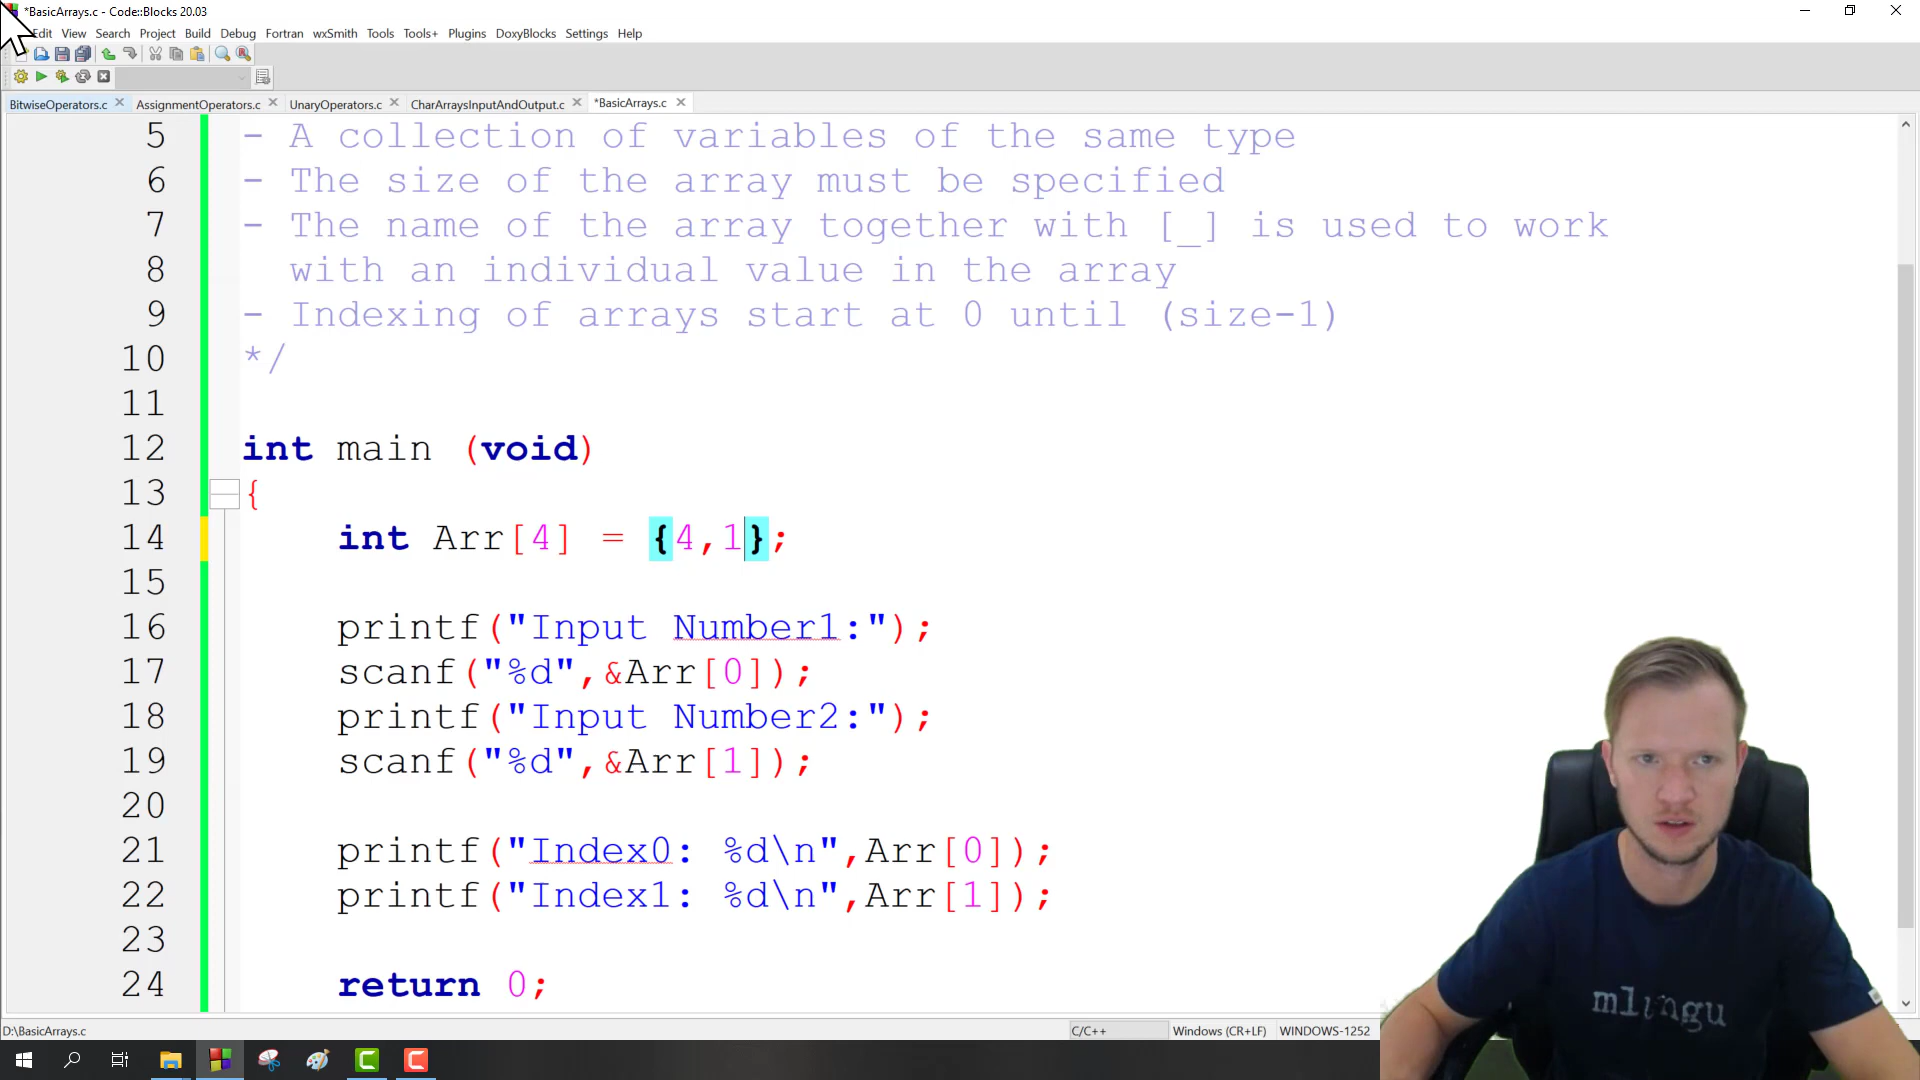 *BasicArrays.c - Code::Blocks 20.03
Edit View Search Project Build Debug Fortran wxSmith Tools Tools+ Plugins DoxyBlocks Settings Help
BitwiseOperators.c AssignmentOperators.c UnaryOperators.c CharArraysInputAndOutput.c *BasicArrays.c
5 - A collection of variables of the same type
6 - The size of the array must be specified
7 - The name of the array together with [_] is used to work
8 with an individual value in the array
9 - Indexing of arrays start at 0 until (size-1)
10 */
11
12 int main (void)
13 {
14 int Arr[4] = {4,1};
15
16 printf("Input Number1:");
17 scanf("%d",&Arr[0]);
18 printf("Input Number2:");
19 scanf("%d",&Arr[1]);
20
21 printf("Index0: %d\n",Arr[0]);
22 printf("Index1: %d\n",Arr[1]);
23
24 return 0;
mlungu
D:\BasicArrays.c C/C++ Windows (CR+LF) WINDOWS-1252